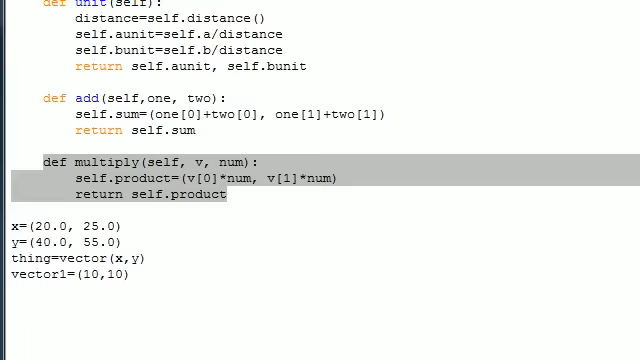 def unit(self):
distance=self.distance()
self.aunit=self.a/distance
self.bunit=self.b/distance
return self.aunit, self.bunit
def add(self,one, two):
self.sum=(one[0]+two[0], one[1]+two[1])
return self.sum
def multiply(self, v, num):
self.product=(v[0]*num, v[1]*num)
return self.product
x=(20.0, 25.0)
y=(40.0, 55.0)
thing=vector(x,y)
vector1=(10,10)